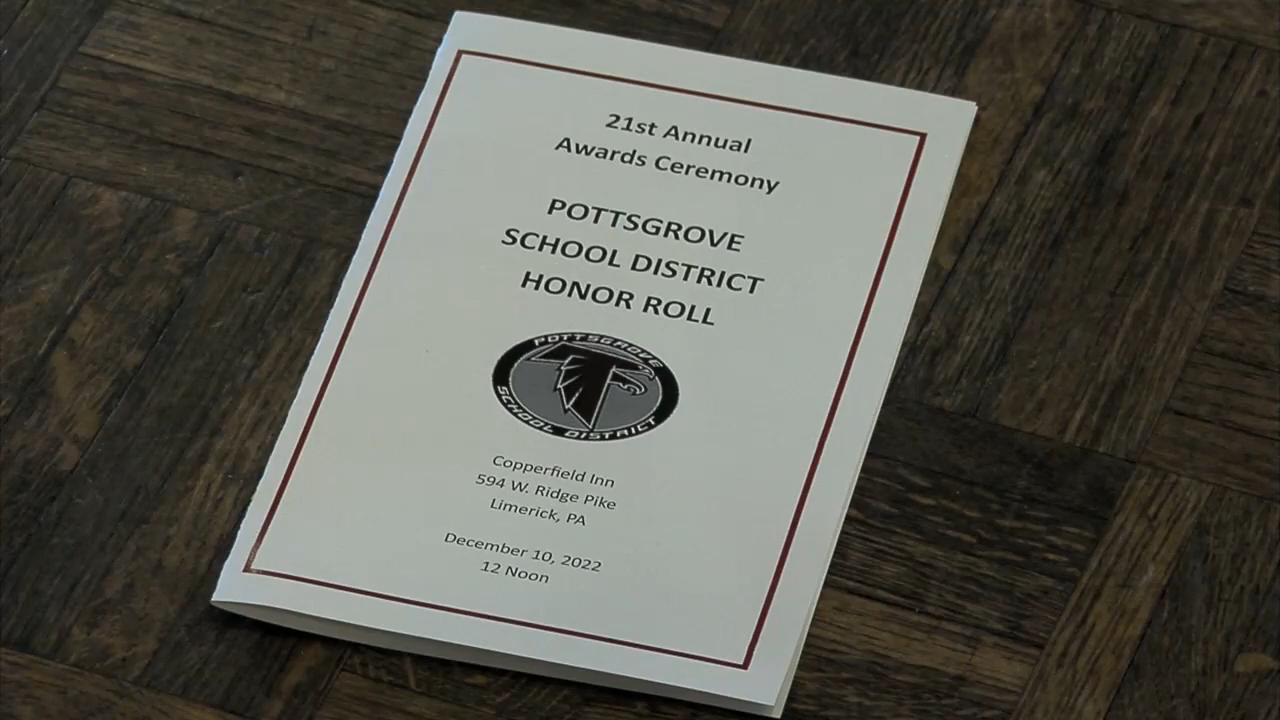 21st Annual
Awards Ceremony
POTTSGROVE
SCHOOL DISTRICT
HONOR ROLL
POTTSGROVE
SCHOOL DISTRICT
Copperfield Inn
594 W. Ridge Pike
Limerick, PA
December 10, 2022
12 Noon